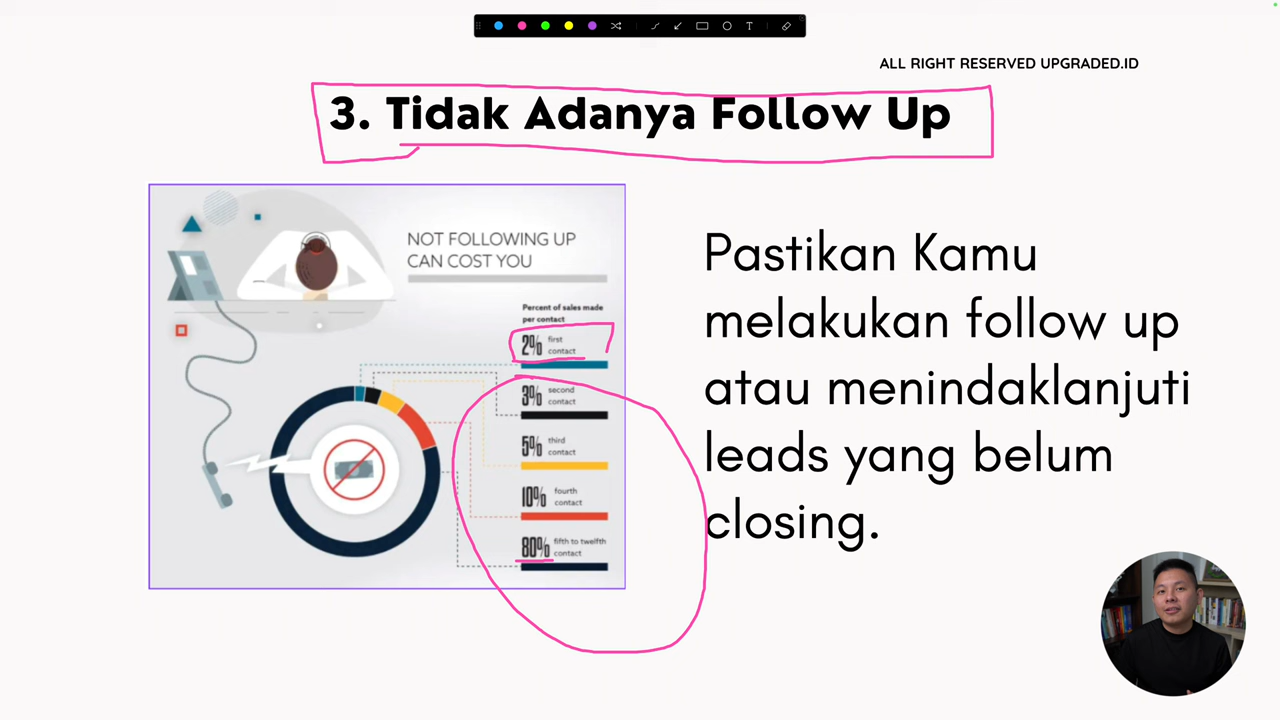 ALL RIGHT RESERVED UPGRADED.ID
3. Tidak Adanya Follow Up
NOT FOLLOWING UP
CAN COST YOU
Percent of sales made
per contact
2% first
contact
3% second
contact
5% third
contact
10% fourth
contact
80% fifth to twelfth
contact
Pastikan Kamu
melakukan follow up
atau menindaklanjuti
leads yang belum
closing.